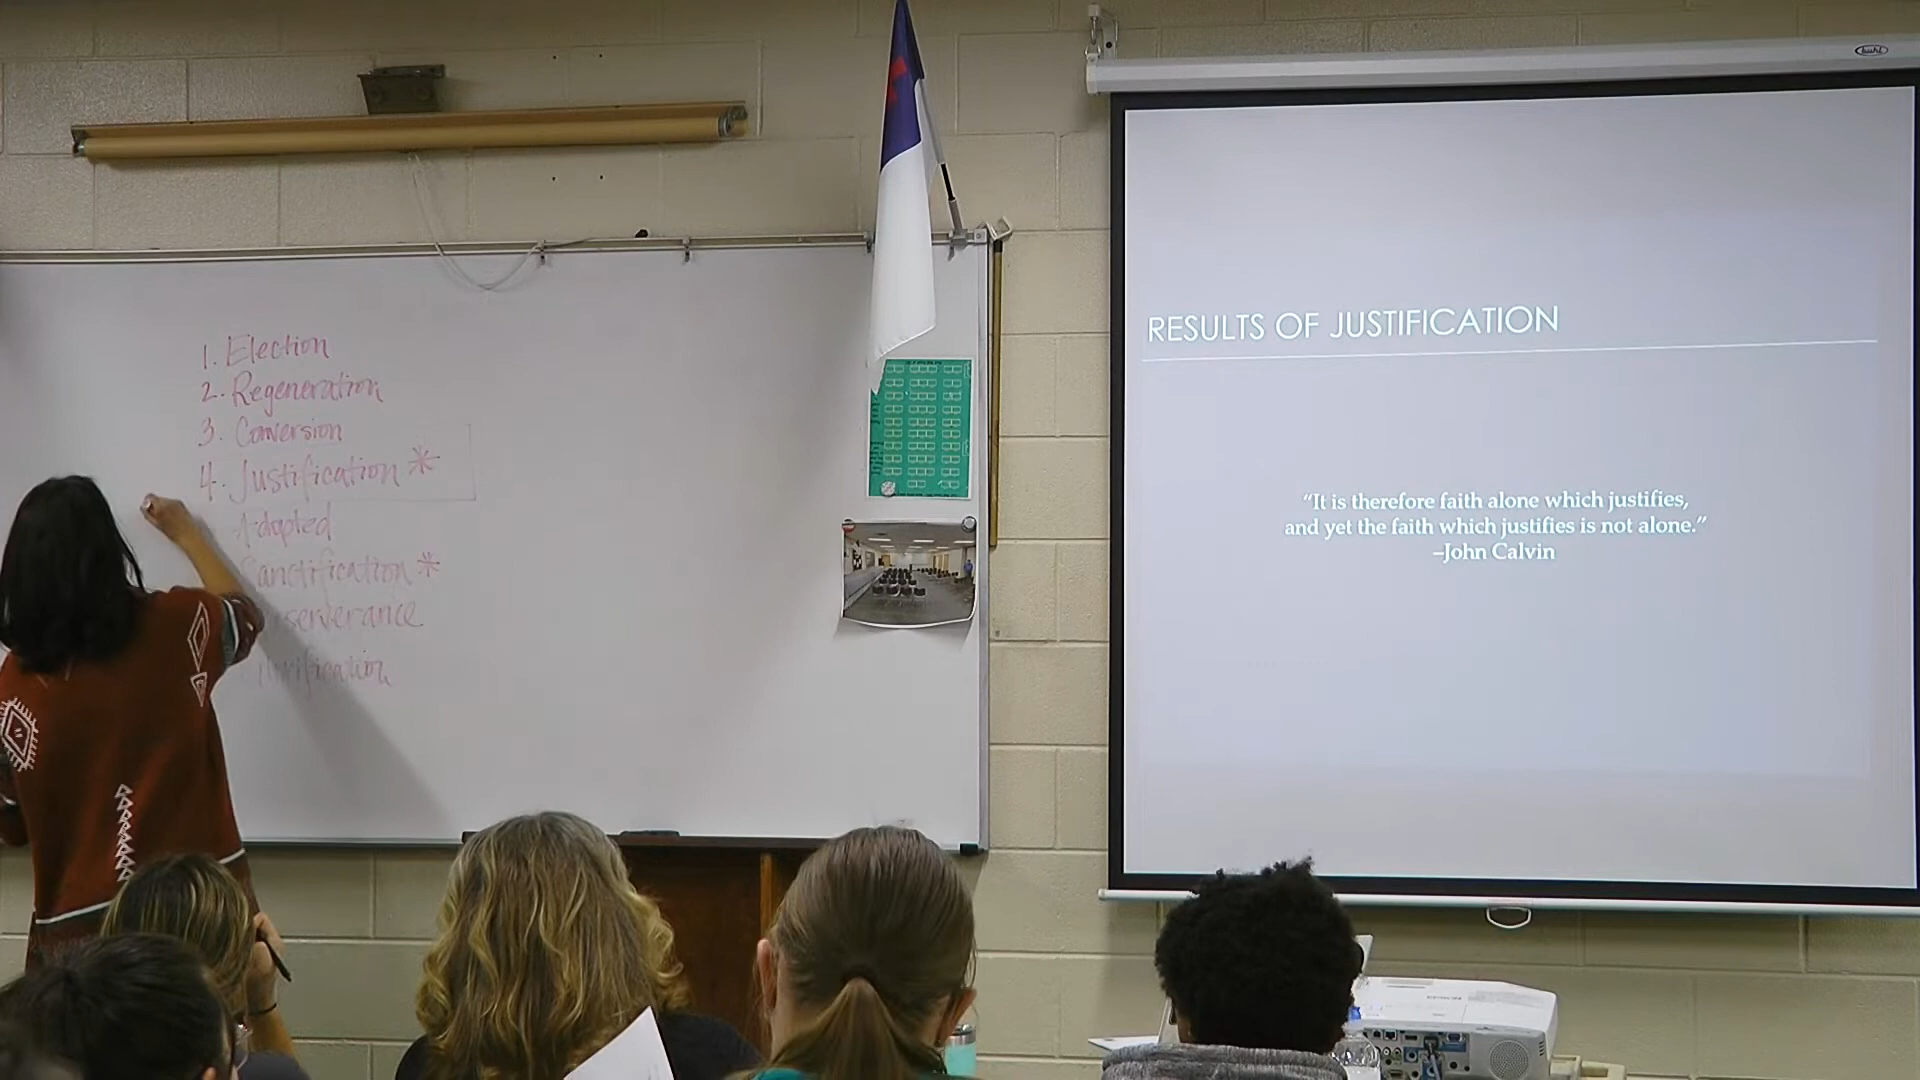 1. Election
2. Regeneration
3. Conversion
4. Justification *
Adopted
Sanctification *
RESULTS OF JUSTIFICATION
“It is therefore faith alone which justifies,
and yet the faith which justifies is not alone.”
–John Calvin
buhl